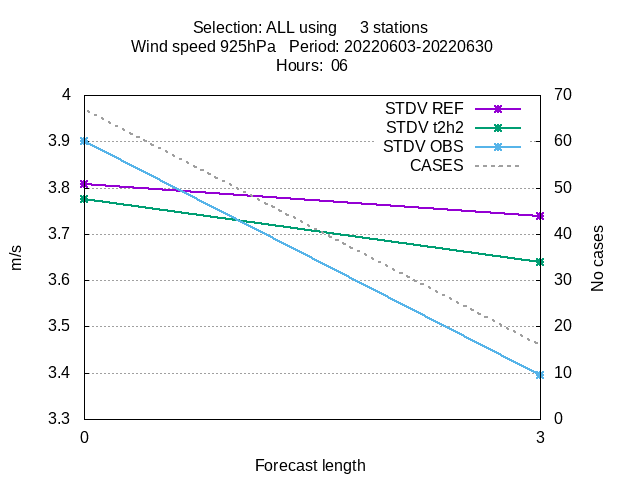 Selection: ALL using 3 stations
Wind speed 925hPa Period: 20220603-20220630
Hours: 06
4 70
STDV REF
STDV t2h2
3.9 60
STDV OBS
CASES
3.8 50
3.7 40
3.6 30
3.5 20
3.4 10
3.3 0
m/s
No cases
0 3
Forecast length